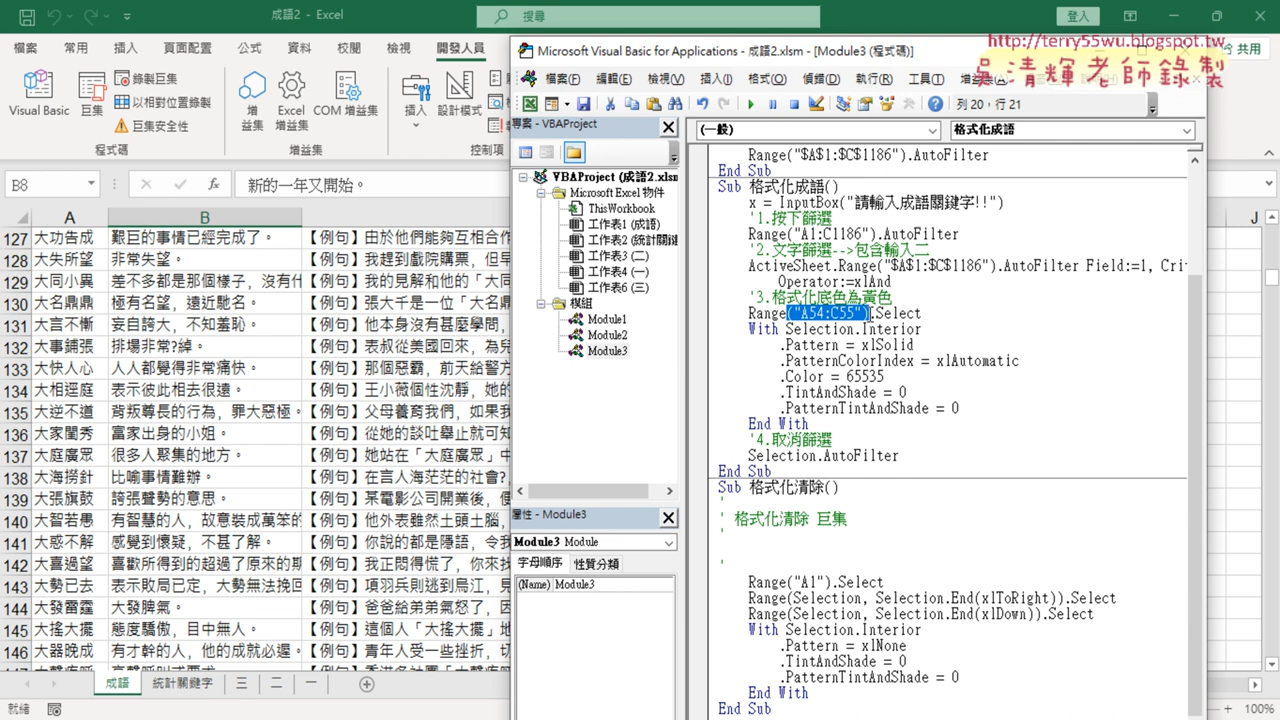 成語2 - Excel
搜尋
登入
檔案 常用 插入 頁面配置 公式 資料 校閱 檢視 開發人員
共用
http://terry55wu.blogspot.tw
吳清輝老師錄製
Visual Basic
巨集
錄製巨集
以相對位置錄製
巨集安全性
程式碼
增益集
Excel 增益集
COM 增益集
增益集
插入
設計模式
控制項
B8
新的一年又開始。
A B J
127 大功告成 艱巨的事情已經完成了。 【例句】由於他們能夠互相合作
128 大失所望 非常失望。 【例句】我趕到戲院購票，但早
129 大同小異 差不多都是那個樣子，沒有什 【例句】我的見解和他的「大同
130 大名鼎鼎 極有名望，遠近馳名。 【例句】張大千是一位「大名鼎
131 大言不慚 妄自誇大，不知羞恥。 【例句】他本身沒有甚麼學問，
132 大事鋪張 排場非常?綽。 【例句】表叔從美國回來，為兒
133 大快人心 人人都覺得非常痛快。 【例句】那個惡霸，前天給警方
134 大相逕庭 表示彼此相去很遠。 【例句】王小薇個性沈靜，她的
135 大逆不道 背叛尊長的行為，罪大惡極。 【例句】父母養育我們，如果我
136 大家閨秀 富家出身的小姐。 【例句】從她的談吐舉止就可知
137 大庭廣眾 很多人聚集的地方。 【例句】她站在「大庭廣眾」中
138 大海撈針 比喻事情難辦。 【例句】在言人海茫茫的社會?
139 大張旗鼓 誇張聲勢的意思。 【例句】某電影公司開業後，便
140 大智若愚 有智慧的人，故意裝成萬笨的 【例句】他外表雖然土頭土腦，
141 大惑不解 感覺到懷疑，不甚了解。 【例句】你說的都是隱語，令我
142 大喜過望 喜歡所得到的超過了原來的期 【例句】我正悶得慌了，你來找
143 大勢已去 表示敗局已定，大勢無法挽回 【例句】項羽兵則逃到烏江，見
144 大發雷霆 大發脾氣。 【例句】爸爸給弟弟氣怒了，因
145 大搖大擺 態度驕傲，目中無人。 【例句】這個人「大搖大擺」地
146 大器晚成 有才幹的人，他的成就必遲。 【例句】青年人受一些挫折，切
成語 統計關鍵字 三 二 一
就緒
100%
Microsoft Visual Basic for Applications - 成語2.xlsm - [Module3 (程式碼)]
檔案(F) 編輯(E) 檢視(V) 插入(I) 格式(O) 偵錯(D) 執行(R) 工具(T)
列 20，行 21
專案 - VBAProject
VBAProject (成語2.xlsm
Microsoft Excel 物件
ThisWorkbook
工作表1 (成語)
工作表2 (統計關鍵
工作表3 (二)
工作表4 (一)
工作表6 (三)
模組
Module1
Module2
Module3
屬性 - Module3
Module3 Module
字母順序 性質分類
(Name) Module3
(一般) 格式化成語
Range("$A$1:$C$1186").AutoFilter
End Sub
Sub 格式化成語()
x = InputBox("請輸入成語關鍵字!!")
'1.按下篩選
Range("A1:C1186").AutoFilter
'2.文字篩選-->包含輸入二
ActiveSheet.Range("$A$1:$C$1186").AutoFilter Field:=1, Crit
Operator:=xlAnd
'3.格式化底色為黃色
Range("A54:C55").Select
With Selection.Interior
.Pattern = xlSolid
.PatternColorIndex = xlAutomatic
.Color = 65535
.TintAndShade = 0
.PatternTintAndShade = 0
End With
'4.取消篩選
Selection.AutoFilter
End Sub
Sub 格式化清除()
'
' 格式化清除 巨集
'
'
Range("A1").Select
Range(Selection, Selection.End(xlToRight)).Select
Range(Selection, Selection.End(xlDown)).Select
With Selection.Interior
.Pattern = xlNone
.TintAndShade = 0
.PatternTintAndShade = 0
End With
End Sub